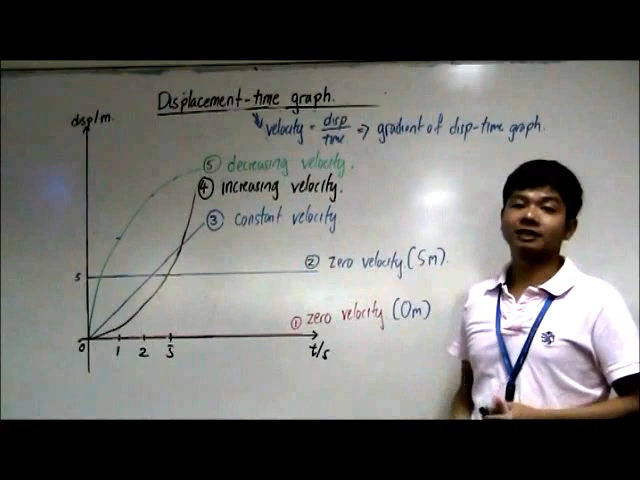 Displacement-time graph.
disp/m.
velocity = disp/time => gradient of disp-time graph.
⑤ decreasing velocity.
④ increasing velocity.
③ constant velocity
② zero velocity. (5m).
5
① zero velocity (0m)
0 1 2 3 t/s